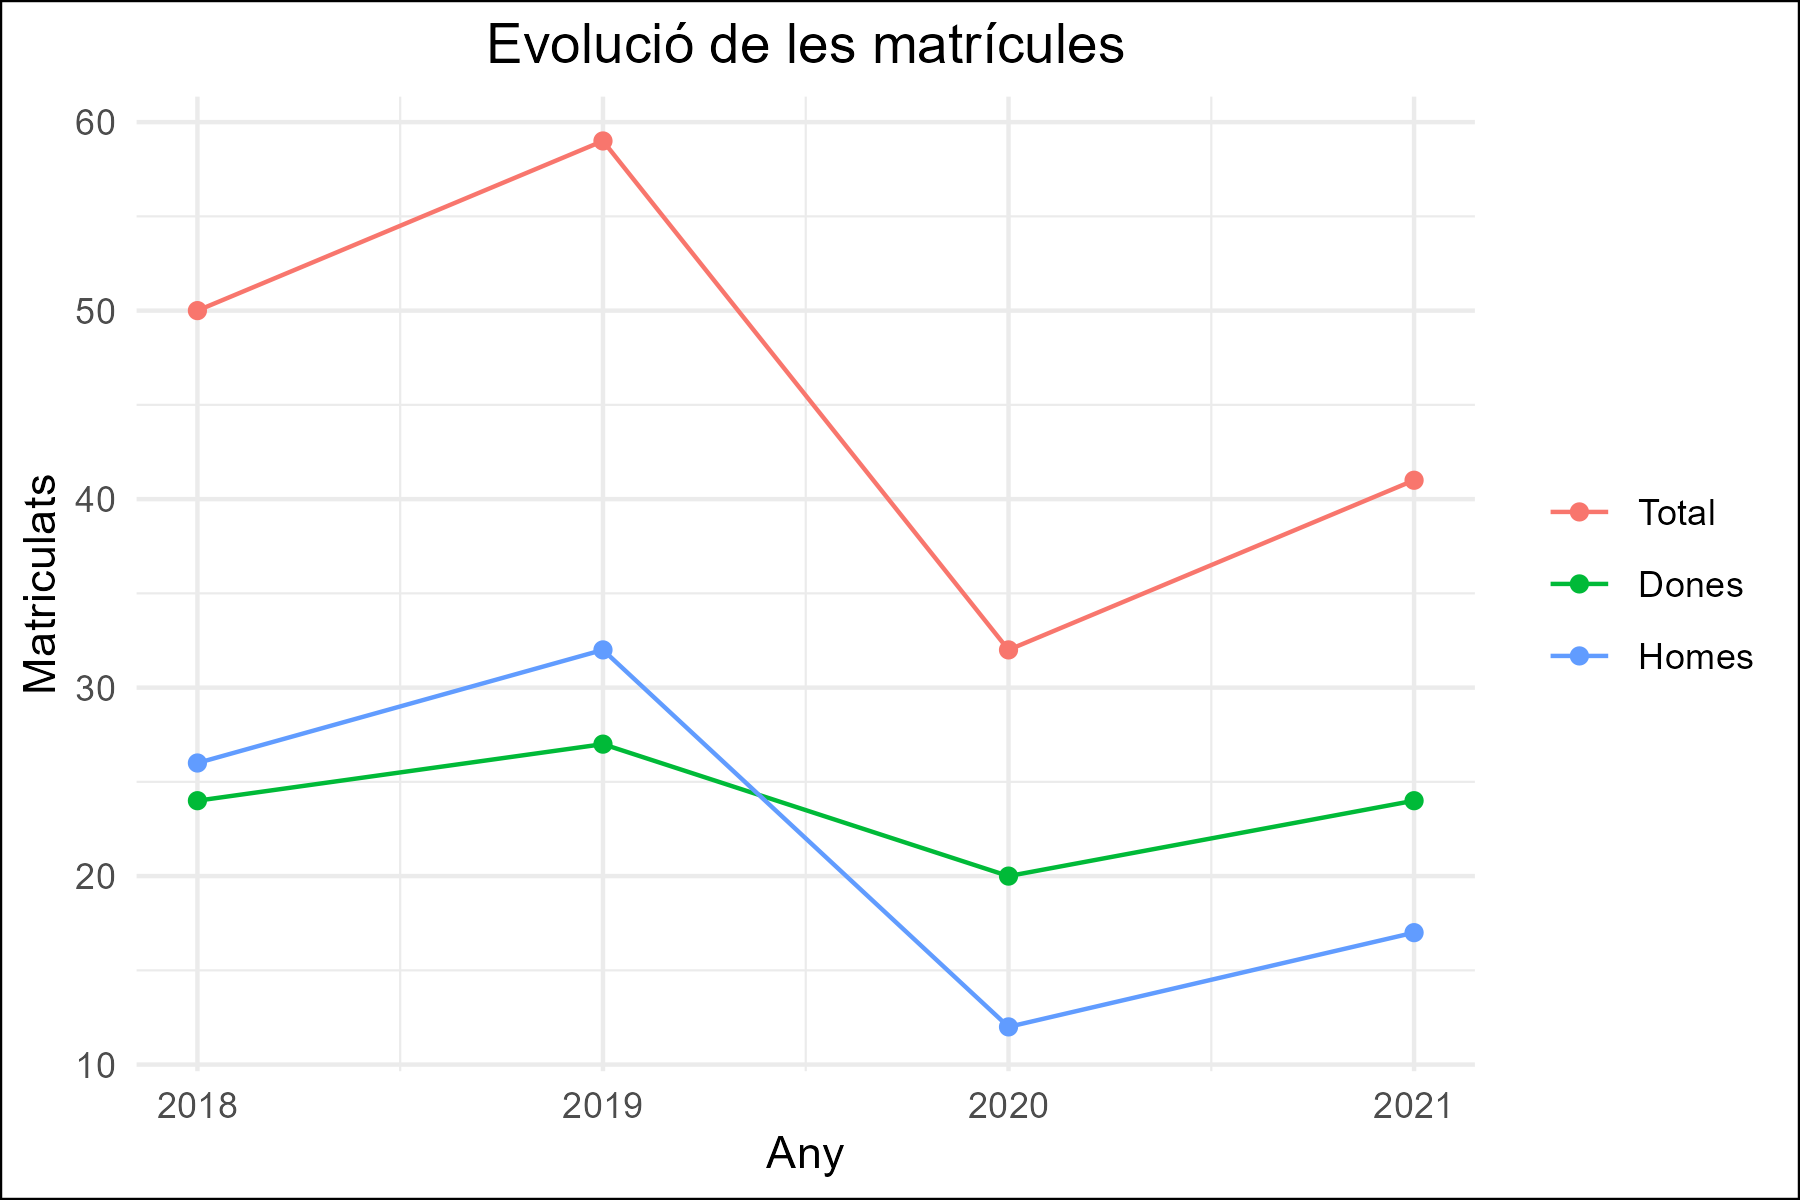 Evolució de les matrícules
60
50
40
30
20
10
Matriculats
2018 2019 2020 2021
Any
Total
Dones
Homes